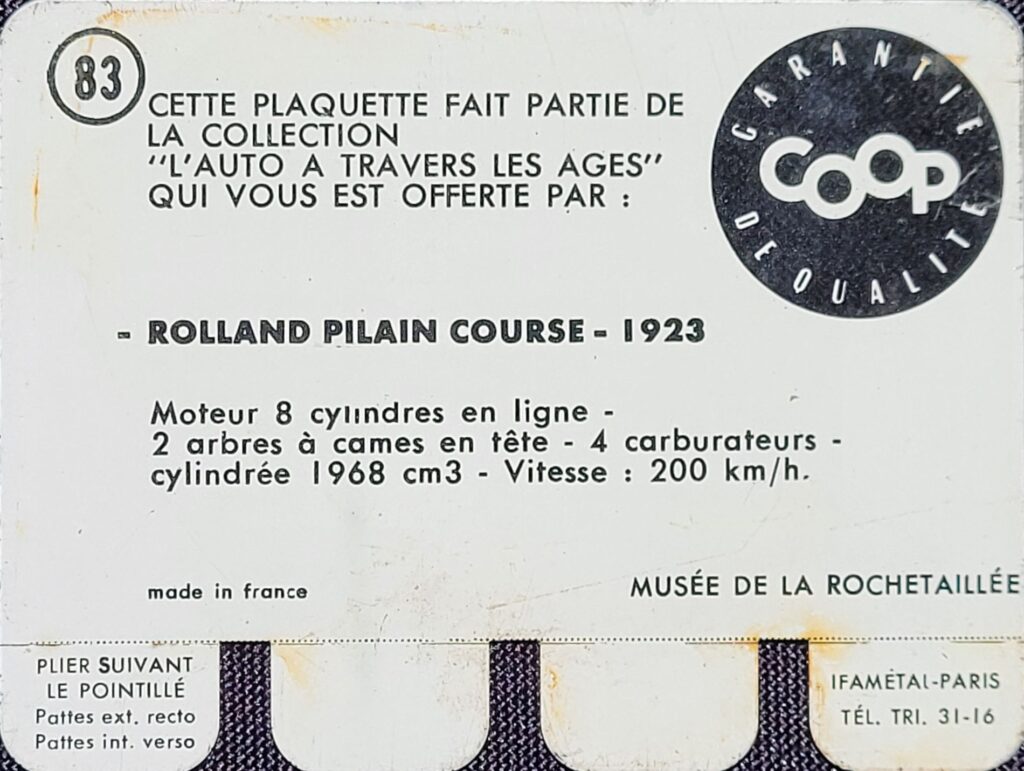 83
CETTE PLAQUETTE FAIT PARTIE DE
LA COLLECTION
"L'AUTO A TRAVERS LES AGES"
QUI VOUS EST OFFERTE PAR :
GARANTIE
COOP
DE QUALITÉ
- ROLLAND PILAIN COURSE - 1923
Moteur 8 cylindres en ligne -
2 arbres à cames en tête - 4 carburateurs -
cylindrée 1968 cm3 - Vitesse : 200 km/h.
made in france
MUSÉE DE LA ROCHETAILLÉE
PLIER SUIVANT
LE POINTILLÉ
Pattes ext. recto
Pattes int. verso
IFAMÉTAL-PARIS
TÉL. TRI. 31-16